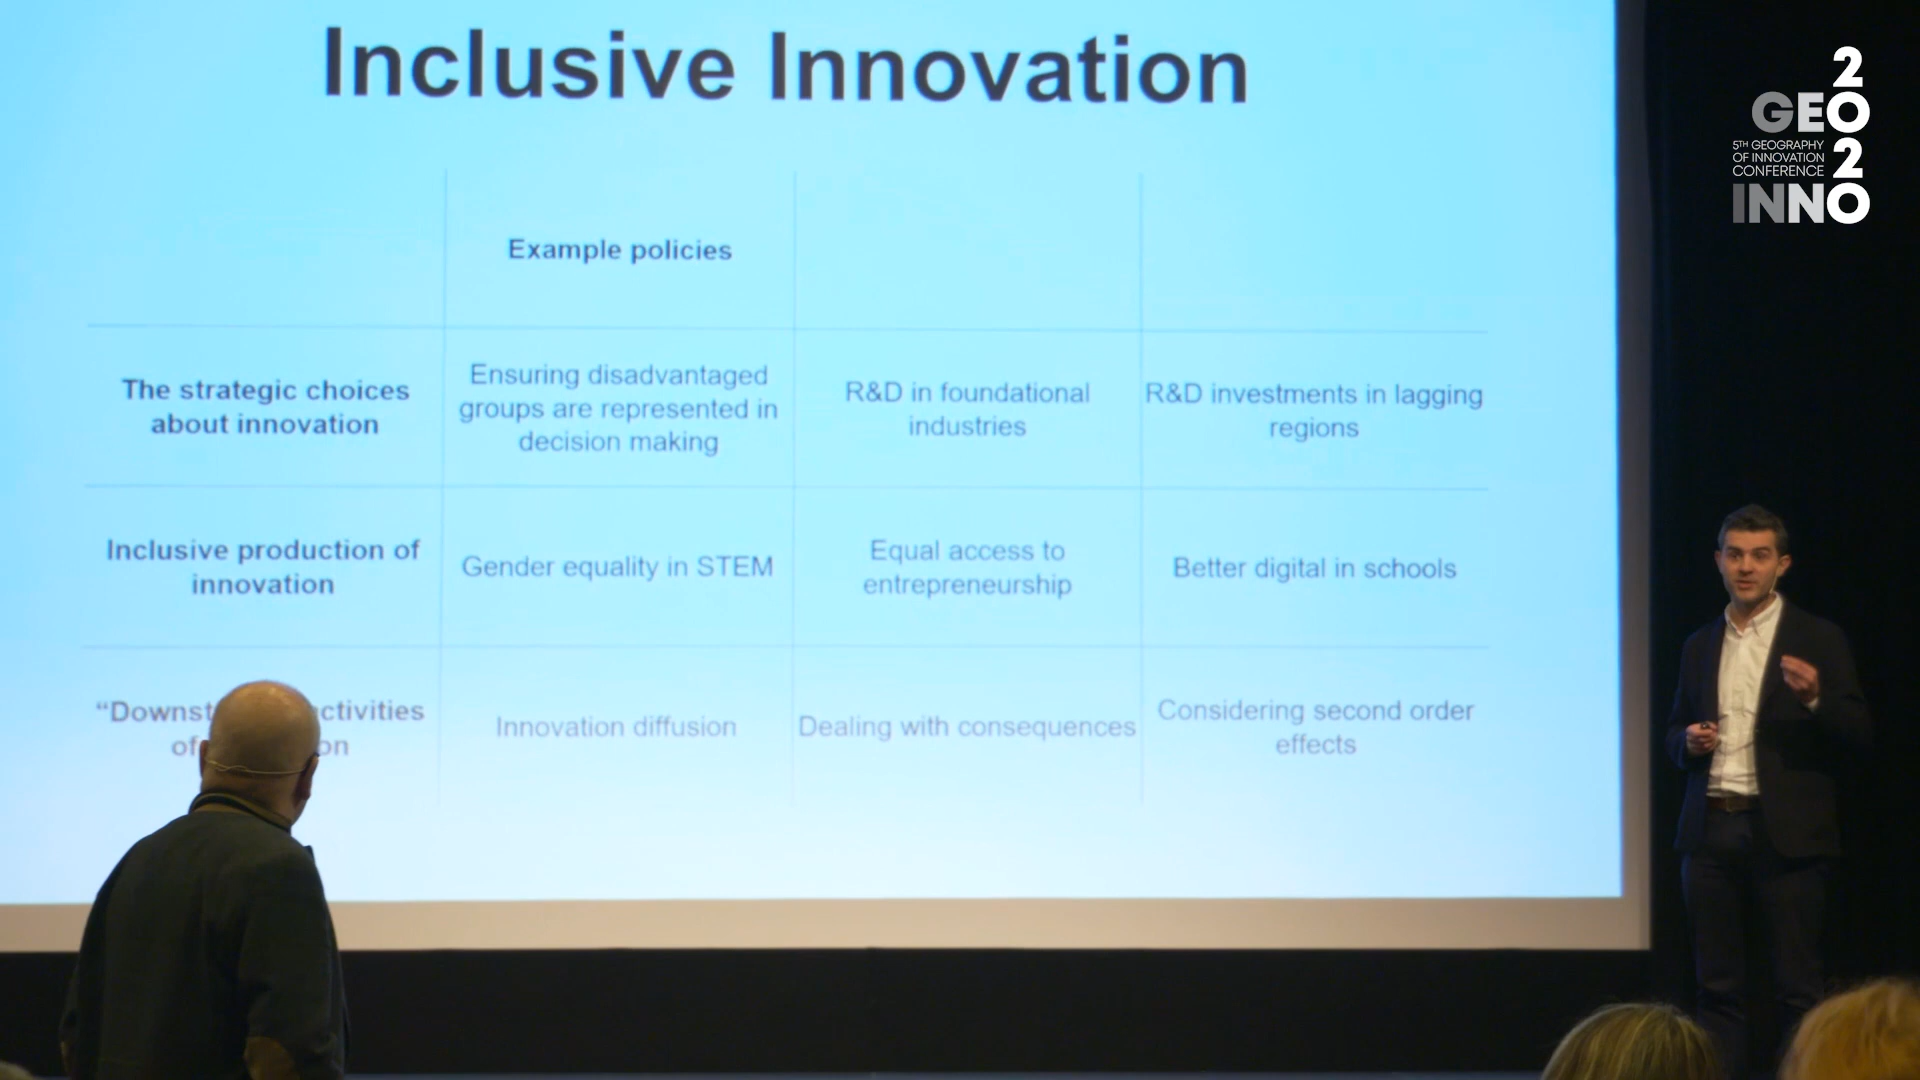 Inclusive Innovation
Example policies
The strategic choices
about innovation
Ensuring disadvantaged
groups are represented in
decision making
R&D in foundational
industries
R&D investments in lagging
regions
Inclusive production of
innovation
Gender equality in STEM
Equal access to
entrepreneurship
Better digital in schools
Innovation diffusion
Dealing with consequences
Considering second order
effects
2
GEO
5TH GEOGRAPHY
OF INNOVATION
CONFERENCE
2
INNO